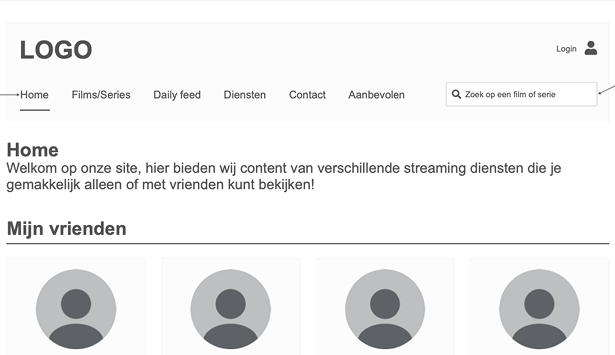 LOGO
Login
Home Films/Series Daily feed Diensten Contact Aanbevolen
Zoek op een film of serie
Home
Welkom op onze site, hier bieden wij content van verschillende streaming diensten die je
gemakkelijk alleen of met vrienden kunt bekijken!
Mijn vrienden